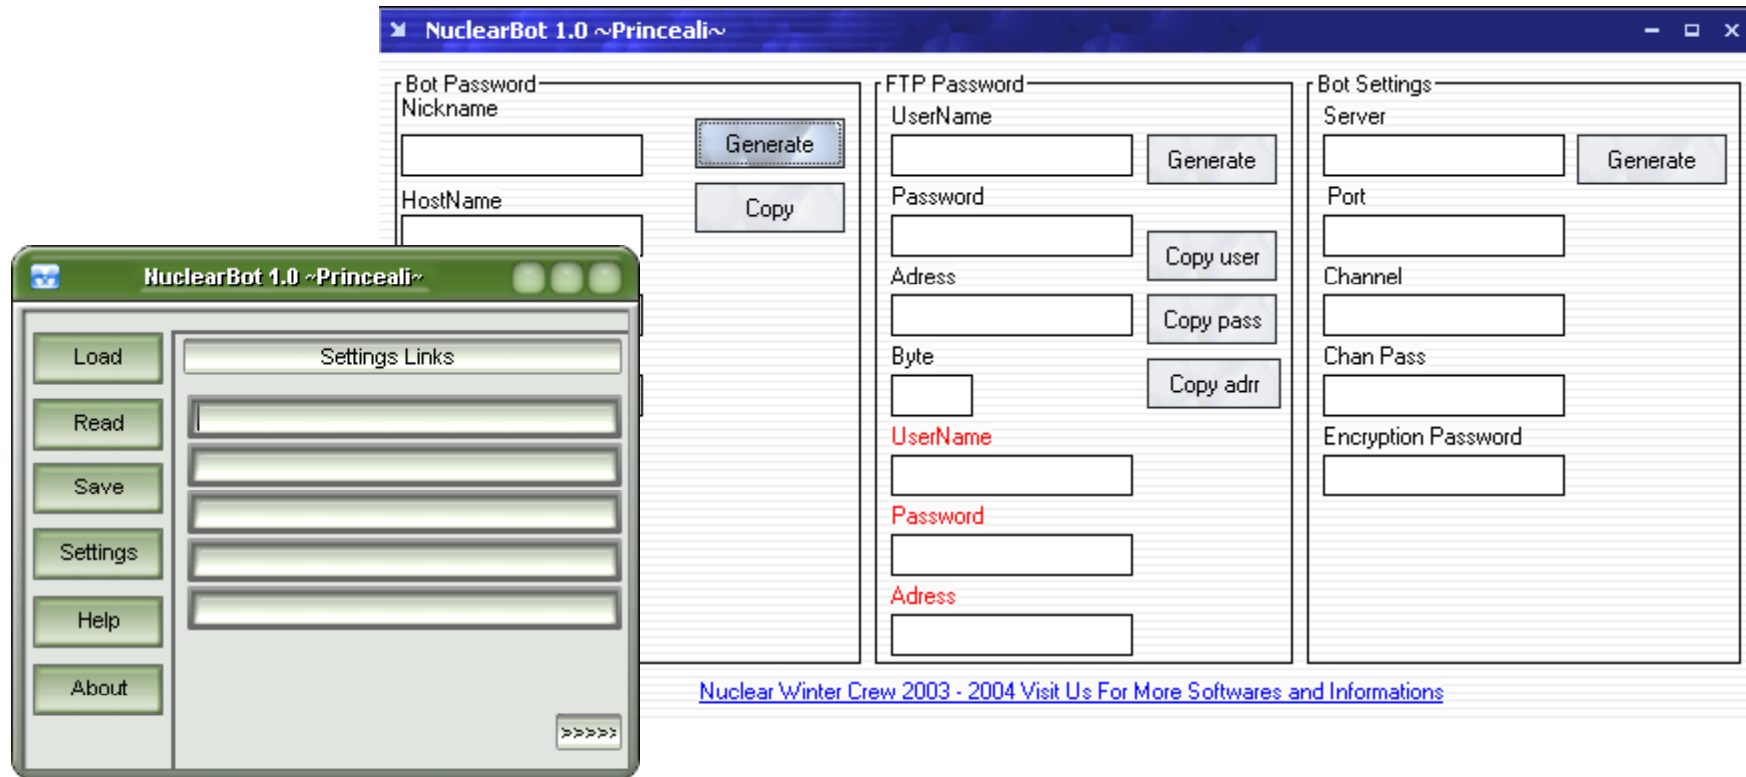 NuclearBot 1.0 ~Princeali~
Bot Password
Nickname
Generate
HostName
Copy
FTP Password
UserName
Generate
Password
Copy user
Adress
Copy pass
Byte
Copy adrr
UserName
Password
Adress
Bot Settings
Server
Generate
Port
Channel
Chan Pass
Encryption Password
Nuclear Winter Crew 2003 - 2004 Visit Us For More Softwares and Informations
NuclearBot 1.0 ~Princeali~
Load
Read
Save
Settings
Help
About
Settings Links
>>>>>